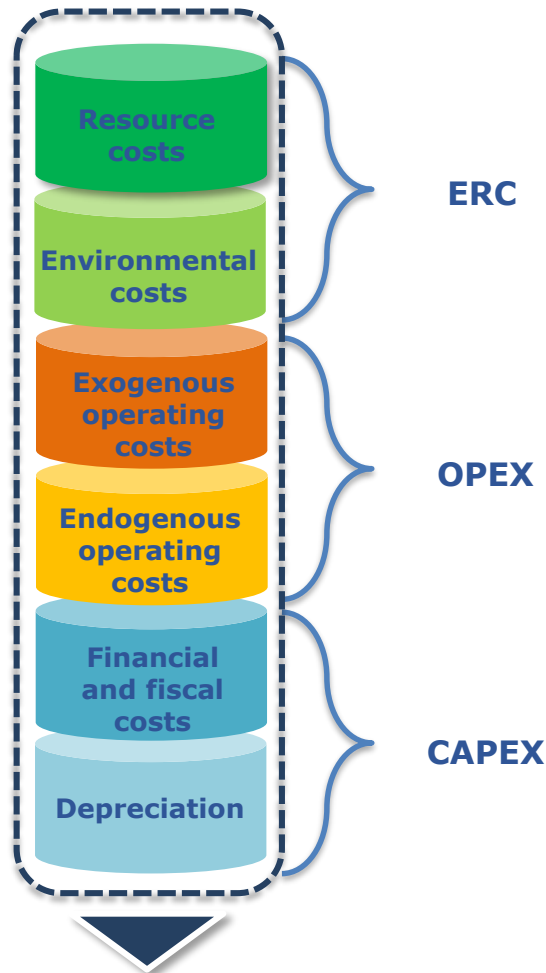 Resource
costs
ERC
Environmental
costs
Exogenous
operating
costs
OPEX
Endogenous
operating
costs
Financial
and fiscal
costs
CAPEX
Depreciation